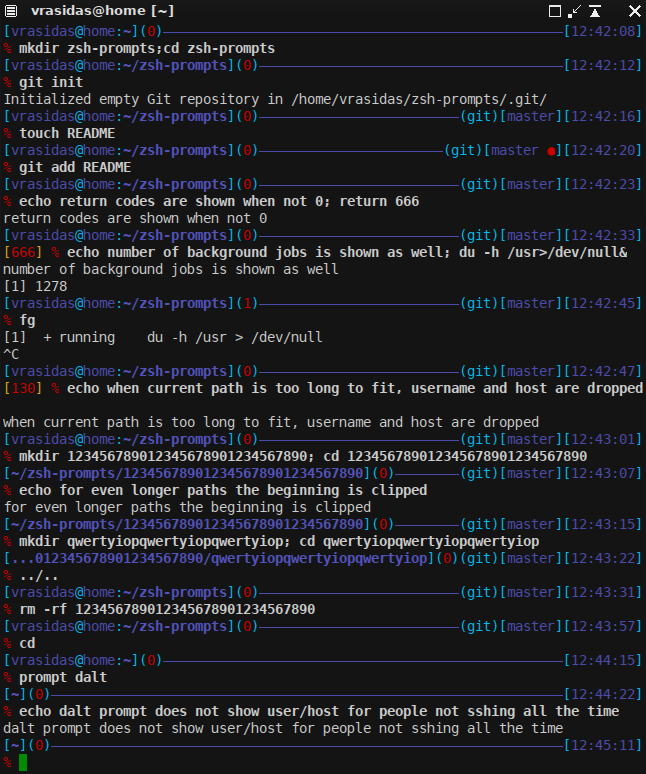 vrasidas@home [~]
[vrasidas@home:~](0)────────────────────[12:42:08]
% mkdir zsh-prompts;cd zsh-prompts
[vrasidas@home:~/zsh-prompts](0)────────────────────[12:42:12]
% git init
Initialized empty Git repository in /home/vrasidas/zsh-prompts/.git/
[vrasidas@home:~/zsh-prompts](0)────────────────────(git)[master][12:42:16]
% touch README
[vrasidas@home:~/zsh-prompts](0)────────────────────(git)[master ●][12:42:20]
% git add README
[vrasidas@home:~/zsh-prompts](0)────────────────────(git)[master][12:42:23]
% echo return codes are shown when not 0; return 666
return codes are shown when not 0
[vrasidas@home:~/zsh-prompts](0)────────────────────(git)[master][12:42:33]
[666] % echo number of background jobs is shown as well; du -h /usr>/dev/null&
number of background jobs is shown as well
[1] 1278
[vrasidas@home:~/zsh-prompts](1)────────────────────(git)[master][12:42:45]
% fg
[1]  + running    du -h /usr > /dev/null
^C
[vrasidas@home:~/zsh-prompts](0)────────────────────(git)[master][12:42:47]
[130] % echo when current path is too long to fit, username and host are dropped
when current path is too long to fit, username and host are dropped
[vrasidas@home:~/zsh-prompts](0)────────────────────(git)[master][12:43:01]
% mkdir 123456789012345678901234567890; cd 123456789012345678901234567890
[~/zsh-prompts/123456789012345678901234567890](0)────────(git)[master][12:43:07]
% echo for even longer paths the beginning is clipped
for even longer paths the beginning is clipped
[~/zsh-prompts/123456789012345678901234567890](0)────────(git)[master][12:43:15]
% mkdir qwertyiopqwertyiopqwertyiop; cd qwertyiopqwertyiopqwertyiop
[...012345678901234567890/qwertyiopqwertyiopqwertyiop](0)(git)[master][12:43:22]
% ../..
[vrasidas@home:~/zsh-prompts](0)────────────────────(git)[master][12:43:31]
% rm -rf 123456789012345678901234567890
[vrasidas@home:~/zsh-prompts](0)────────────────────(git)[master][12:43:57]
% cd
[vrasidas@home:~](0)────────────────────[12:44:15]
% prompt dalt
[~](0)────────────────────[12:44:22]
% echo dalt prompt does not show user/host for people not sshing all the time
dalt prompt does not show user/host for people not sshing all the time
[~](0)────────────────────[12:45:11]
%